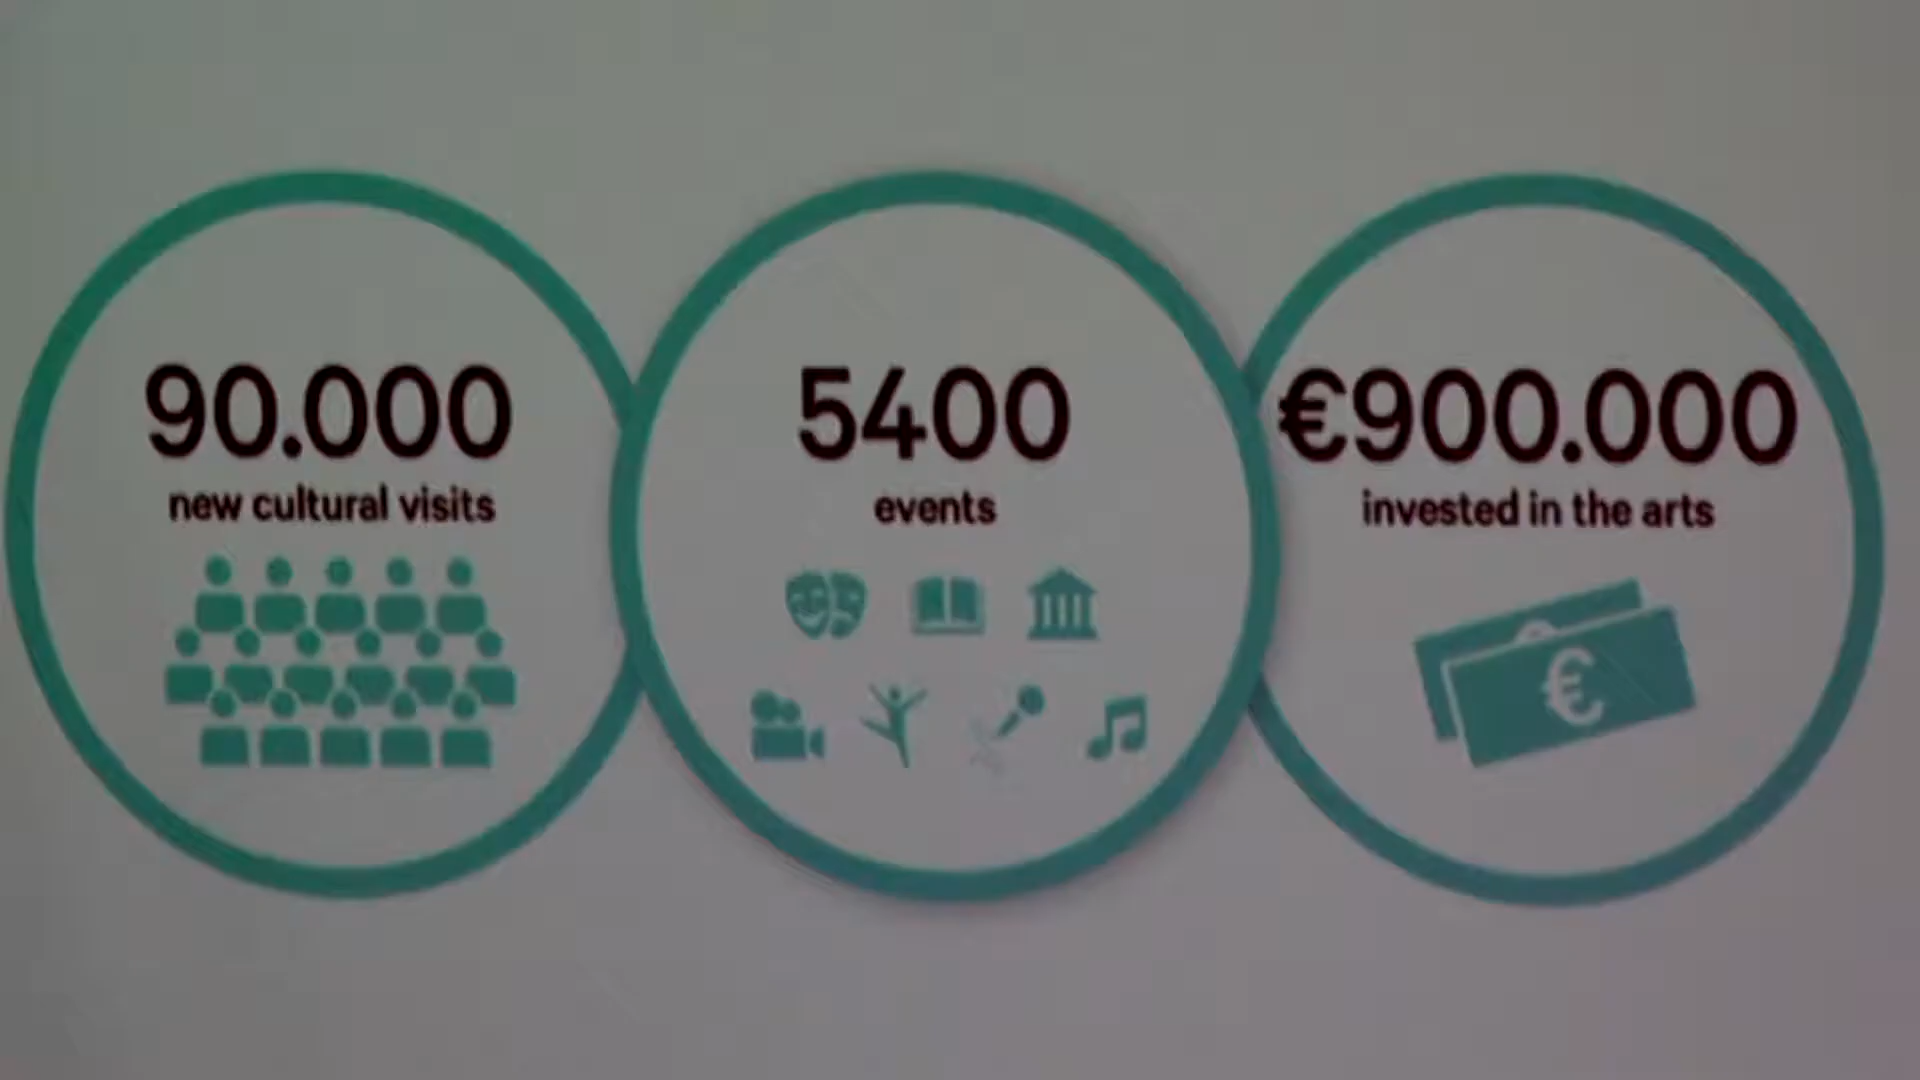 90.000
new cultural visits
5400
events
€900.000
invested in the arts
€